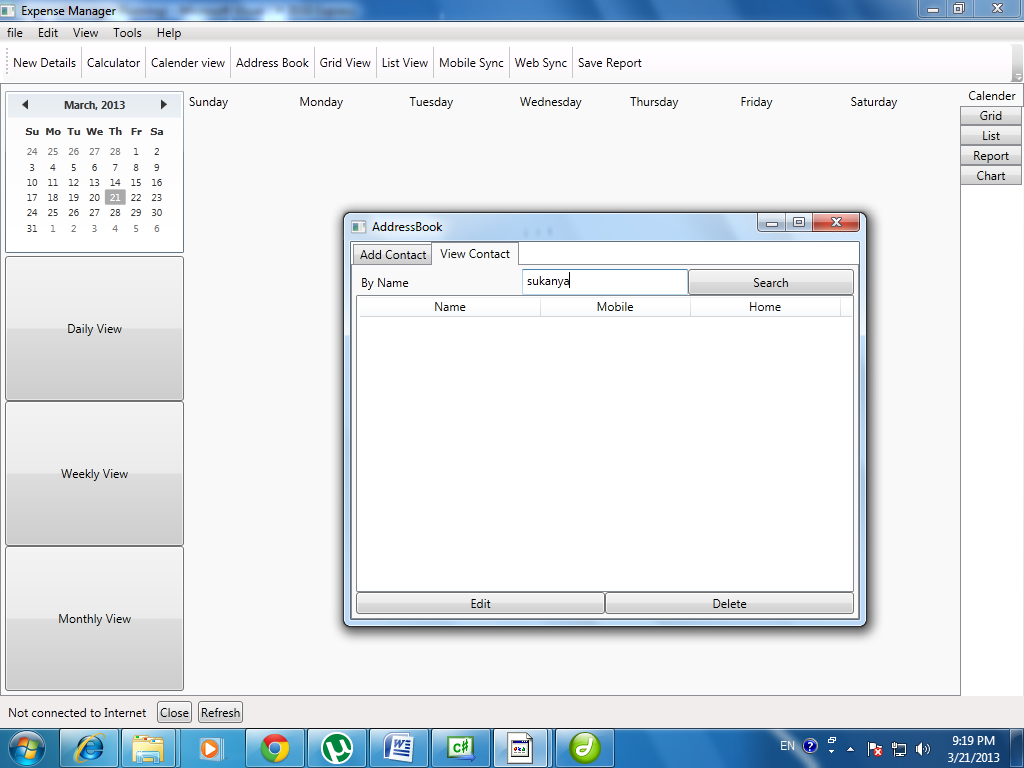 Expense Manager
file Edit View Tools Help
New Details Calculator Calender view Address Book Grid View List View Mobile Sync Web Sync Save Report
March, 2013
Su Mo Tu We Th Fr Sa
24 25 26 27 28 1 2
3 4 5 6 7 8 9
10 11 12 13 14 15 16
17 18 19 20 21 22 23
24 25 26 27 28 29 30
31 1 2 3 4 5 6
Sunday Monday Tuesday Wednesday Thursday Friday Saturday
Calender
Grid
List
Report
Chart
Daily View
Weekly View
Monthly View
AddressBook
Add Contact View Contact
By Name sukanya Search
Name Mobile Home
Edit Delete
Not connected to Internet Close Refresh
EN 9:19 PM
3/21/2013